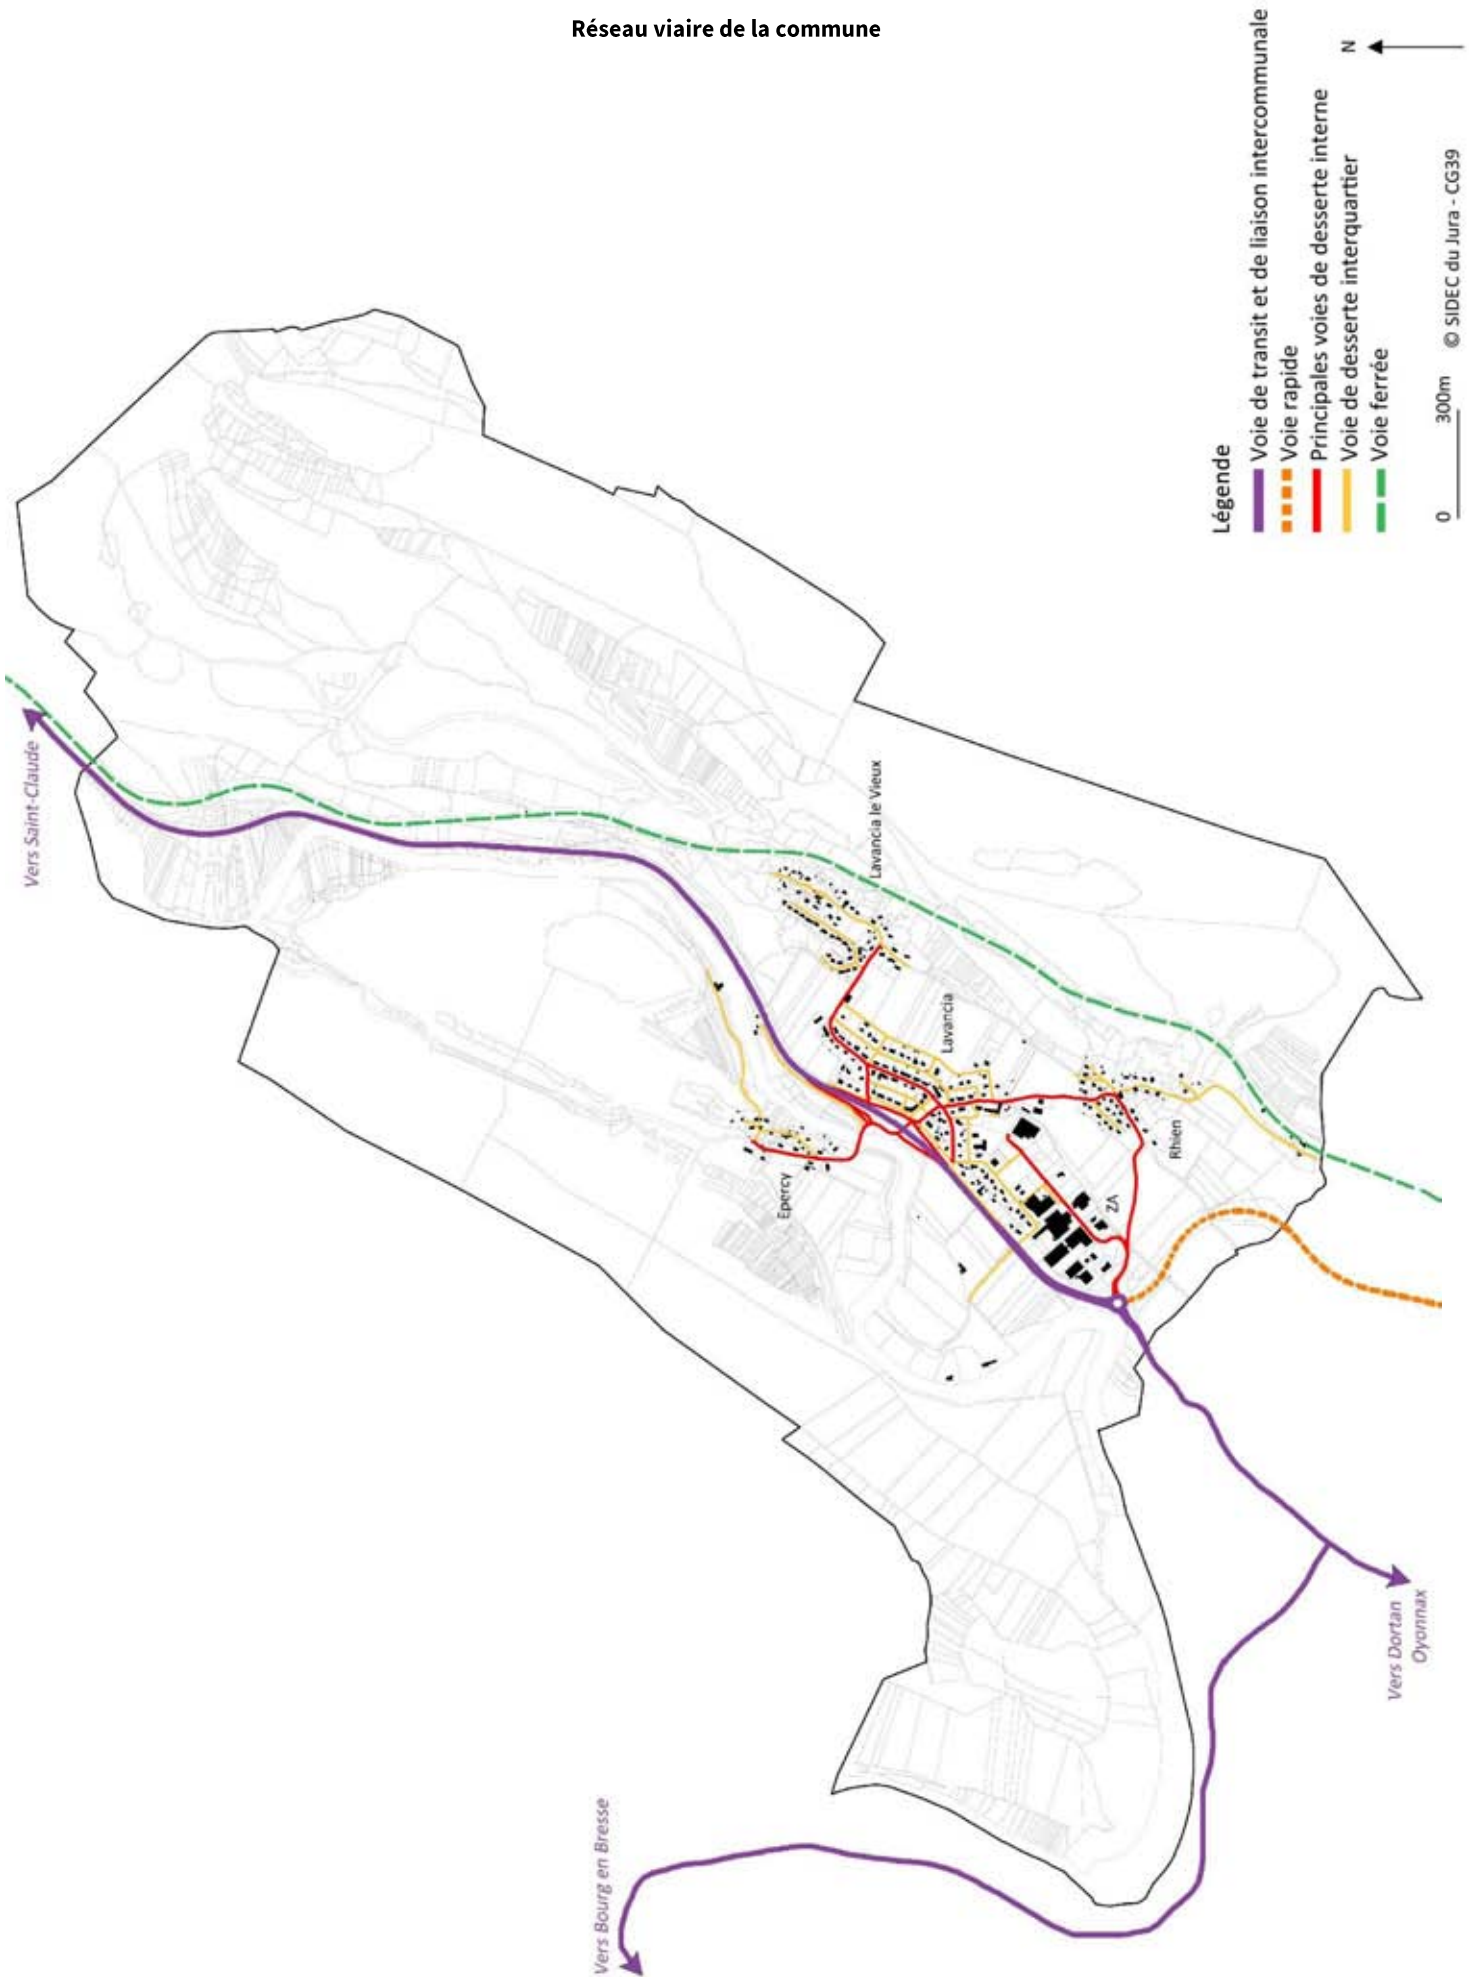 Réseau viaire de la commune
Vers Saint-Claude
Lavancia le Vieux
Lavancia
Epercy
Rhien
ZA
Vers Bourg en Bresse
Vers Dortan
Oyonnax
Légende
Voie de transit et de liaison intercommunale
Voie rapide
Principales voies de desserte interne
Voie de desserte interquartier
Voie ferrée
N
0 300m
© SIDEC du Jura - CG39